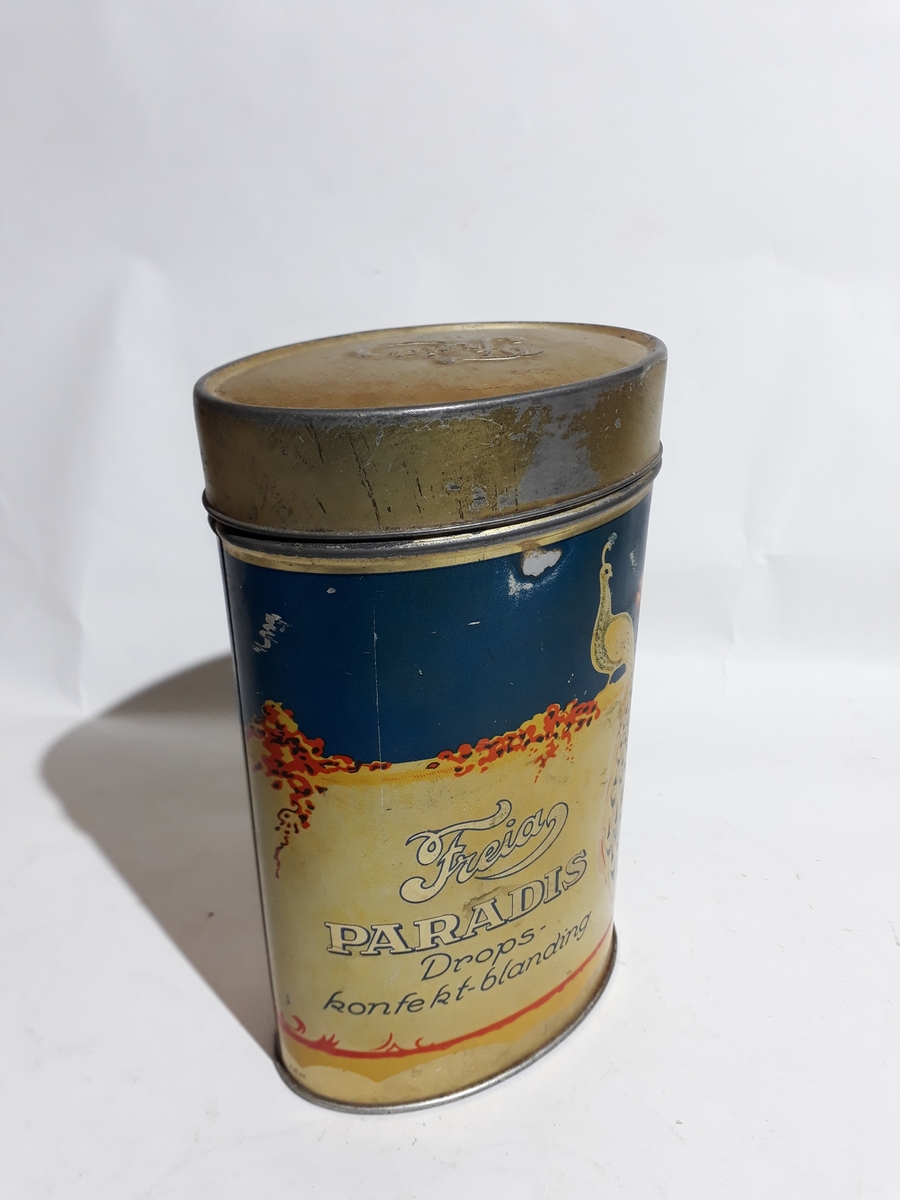 Freia
PARADIS
Drops-
konfekt-blanding